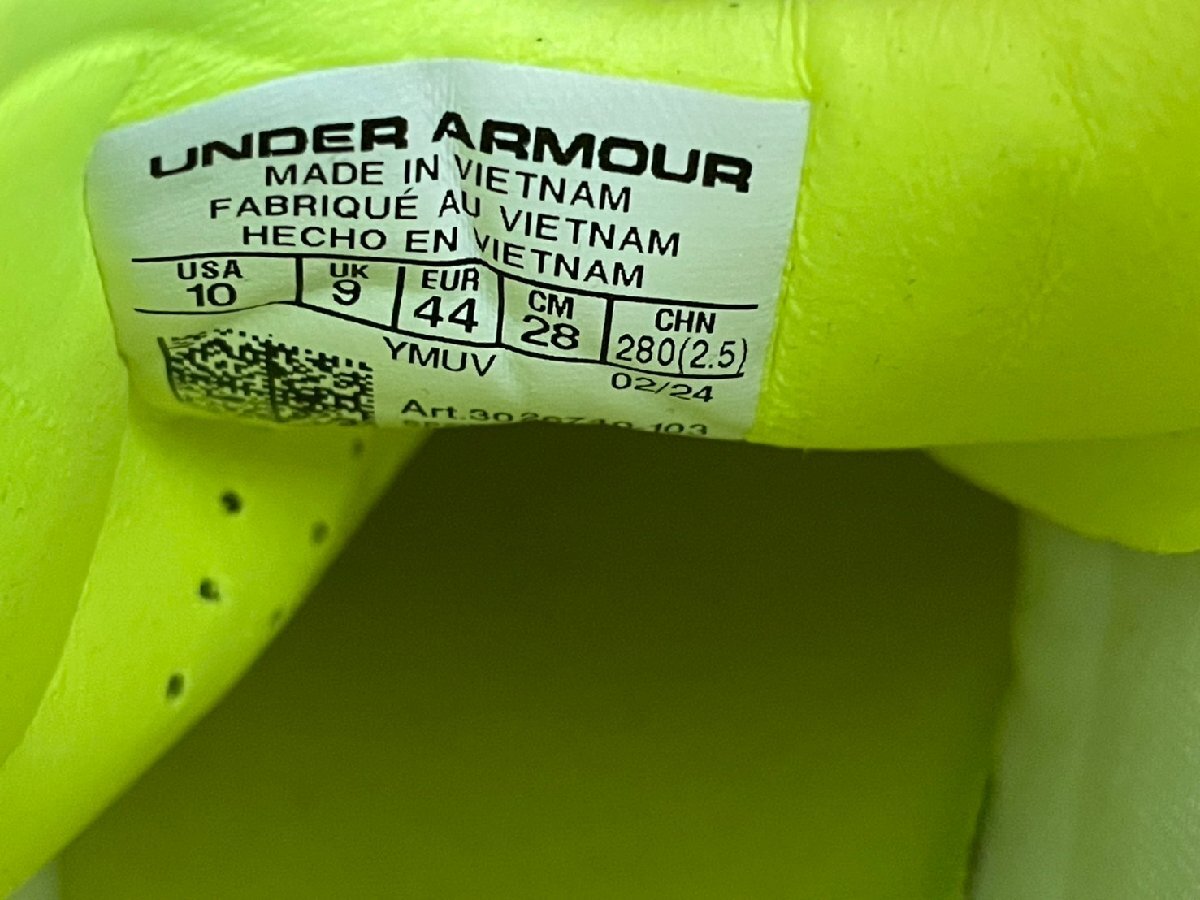 UNDER ARMOUR
MADE IN VIETNAM
FABRIQUÉ AU VIETNAM
HECHO EN VIETNAM
USA UK EUR CM CHN
10 9 44 28 280(2.5)
YMUV 02/24